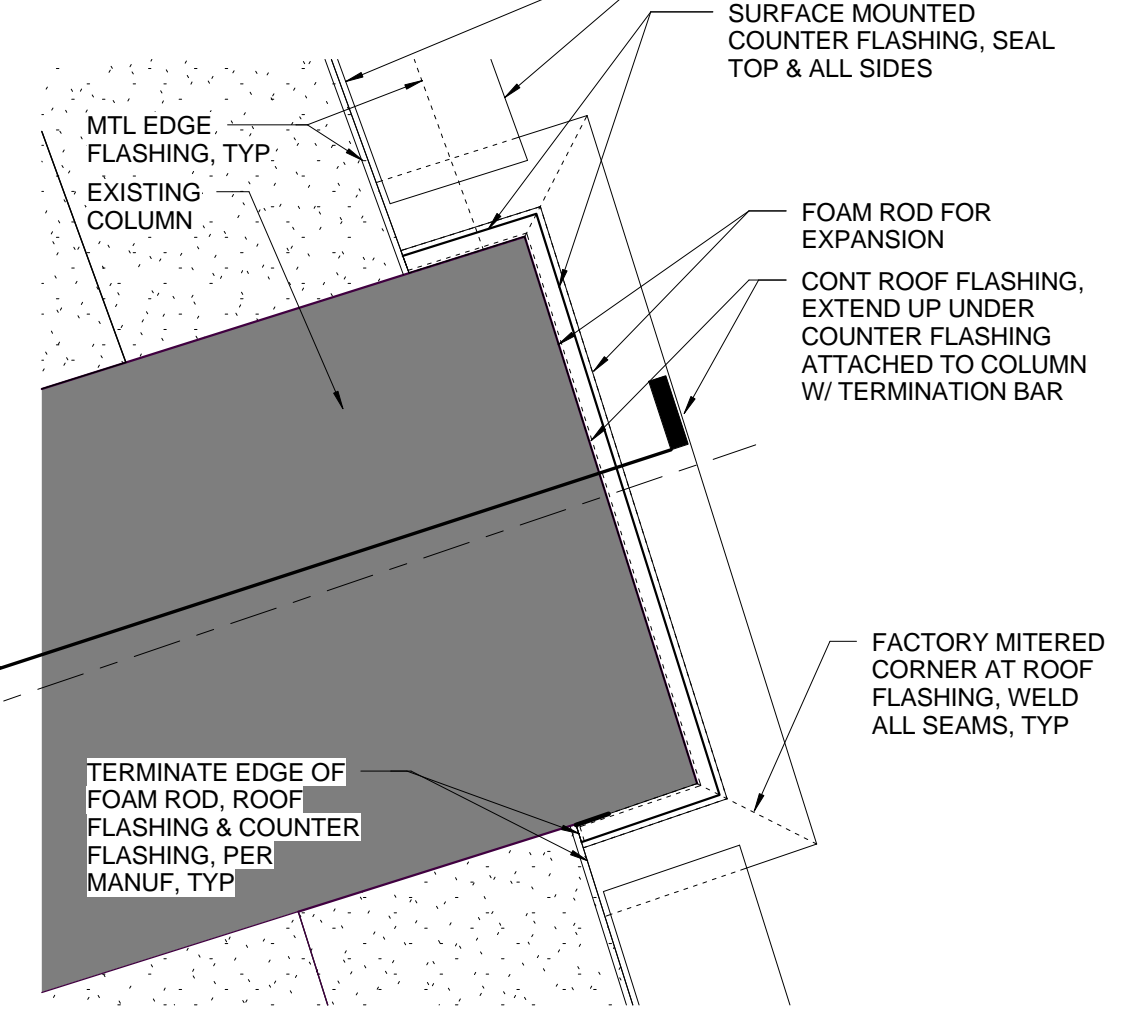 SURFACE MOUNTED
COUNTER FLASHING, SEAL
TOP & ALL SIDES
MTL EDGE
FLASHING, TYP
EXISTING
COLUMN
FOAM ROD FOR
EXPANSION
CONT ROOF FLASHING,
EXTEND UP UNDER
COUNTER FLASHING
ATTACHED TO COLUMN
W/ TERMINATION BAR
FACTORY MITERED
CORNER AT ROOF
FLASHING, WELD
ALL SEAMS, TYP
TERMINATE EDGE OF
FOAM ROD, ROOF
FLASHING & COUNTER
FLASHING, PER
MANUF, TYP